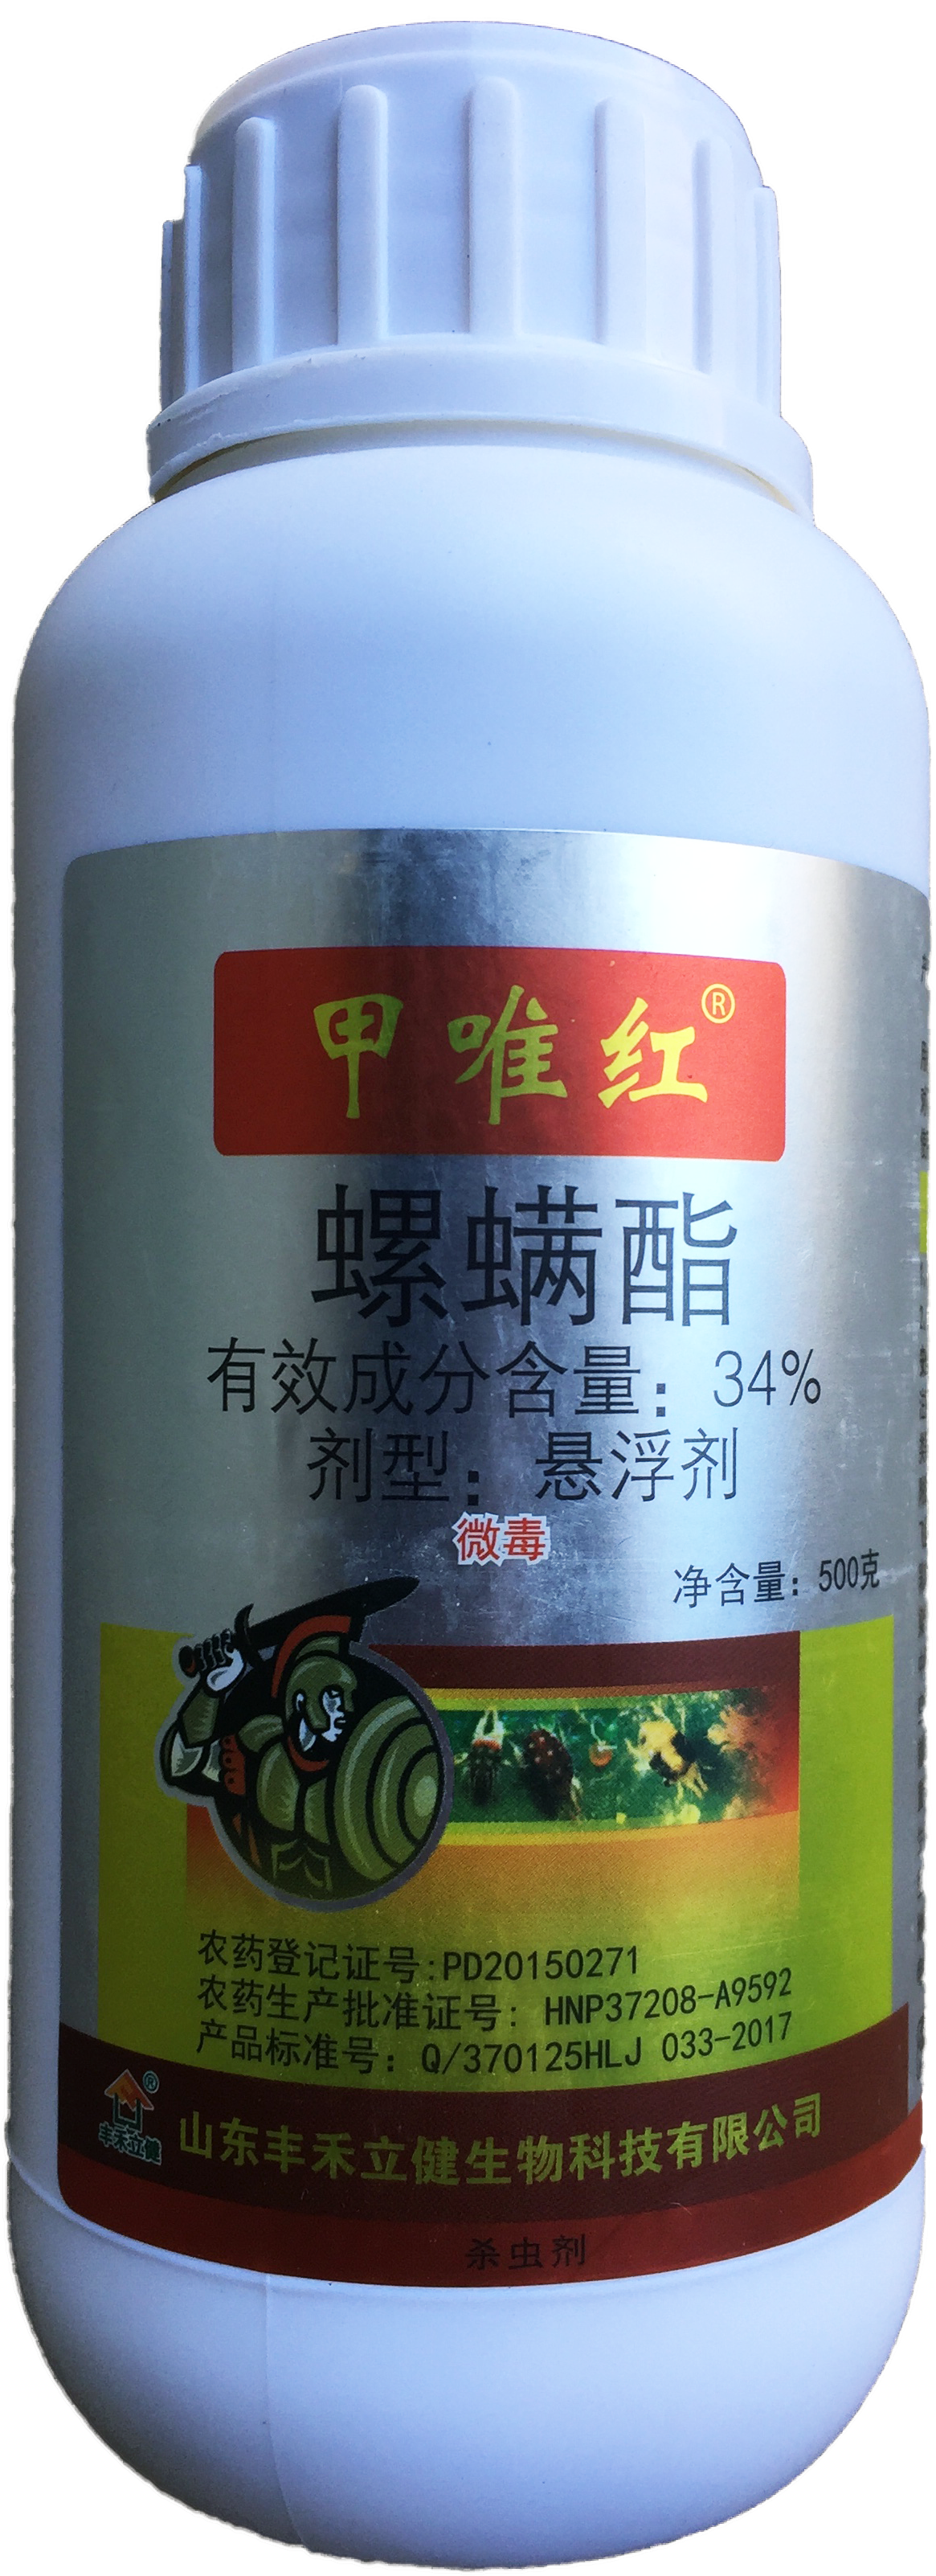 甲唯红®
螺螨酯
有效成分含量：34%
剂型：悬浮剂
微毒
净含量：500克
农药登记证号:PD20150271
农药生产批准证号：HNP37208-A9592
产品标准号：Q/370125HLJ 033-2017
®
丰禾立健
山东丰禾立健生物科技有限公司
杀虫剂